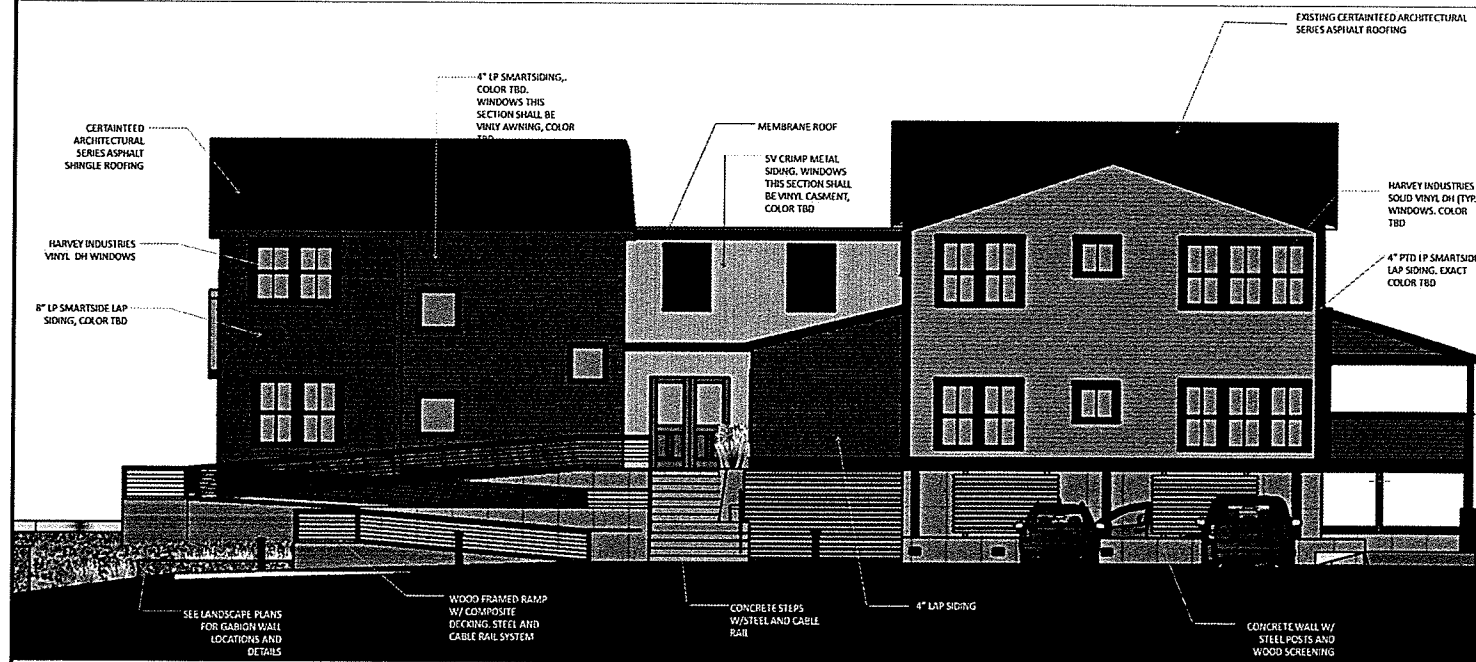 EXISTING CERTAINTEED ARCHITECTURAL
SERIES ASPHALT ROOFING
4" LP SMARTSIDING,.
COLOR TBD.
WINDOWS THIS
SECTION SHALL BE
VINLY AWNING, COLOR
TBD
CERTAINTEED
ARCHITECTURAL
SERIES ASPHALT
SHINGLE ROOFING
MEMBRANE ROOF
5V CRIMP METAL
SIDING. WINDOWS
THIS SECTION SHALL
BE VINYL CASMENT,
COLOR TBD
HARVEY INDUSTRIES
SOLID VINYL DH (TYP.
WINDOWS. COLOR
TBD
HARVEY INDUSTRIES
VINYL DH WINDOWS
4" PTD LP SMARTSIDE
LAP SIDING. EXACT
COLOR TBD
8" LP SMARTSIDE LAP
SIDING, COLOR TBD
SEE LANDSCAPE PLANS
FOR GABIGN WALL
LOCATIONS AND
DETAILS
WOOD FRAMED RAMP
W/ COMPOSITE
DECKING. STEEL AND
CABLE RAIL SYSTEM
CONCRETE STEPS
W/STEEL AND CABLE
RAIL
4" LAP SIDING
CONCRETE WALL W/
STEEL POSTS AND
WOOD SCREENING